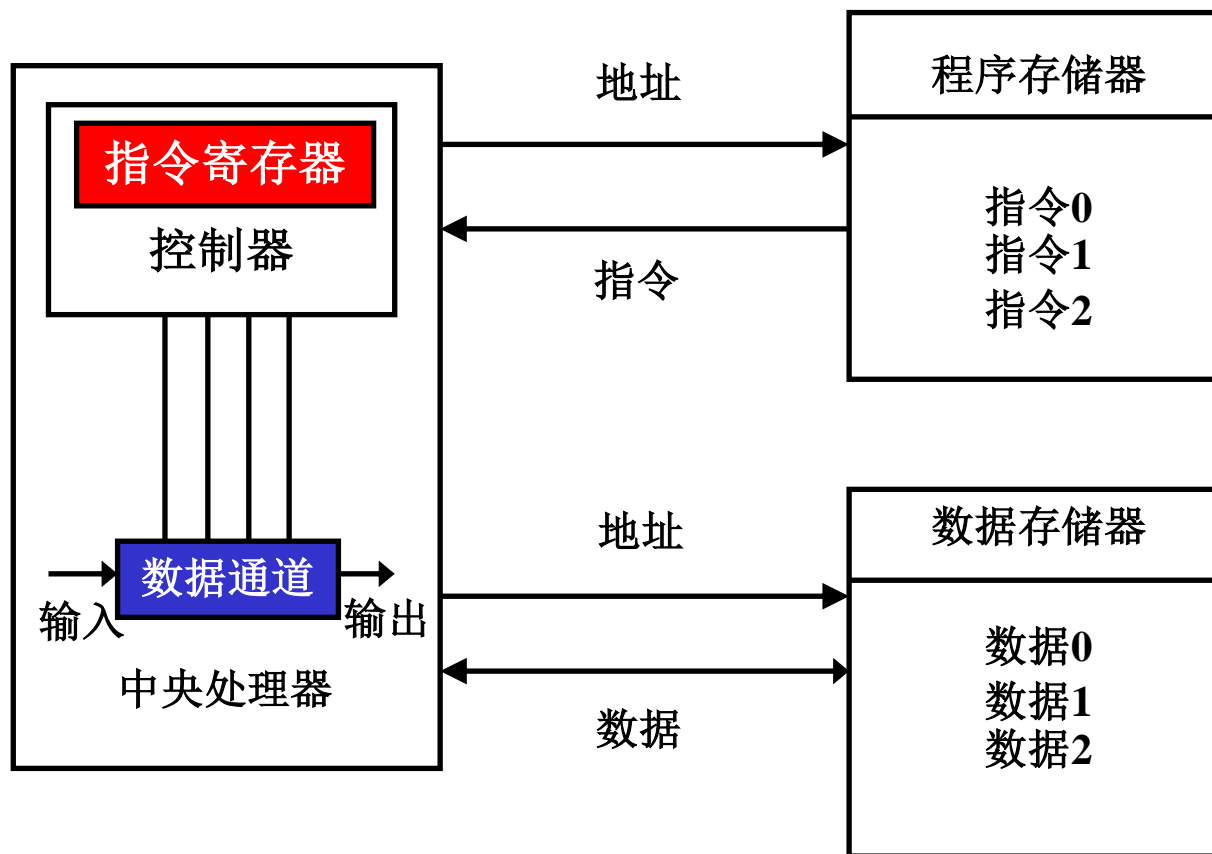 地址
程序存储器
指令寄存器
控制器
指令
指令0
指令1
指令2
输入
数据通道
输出
中央处理器
地址
数据
数据存储器
数据0
数据1
数据2